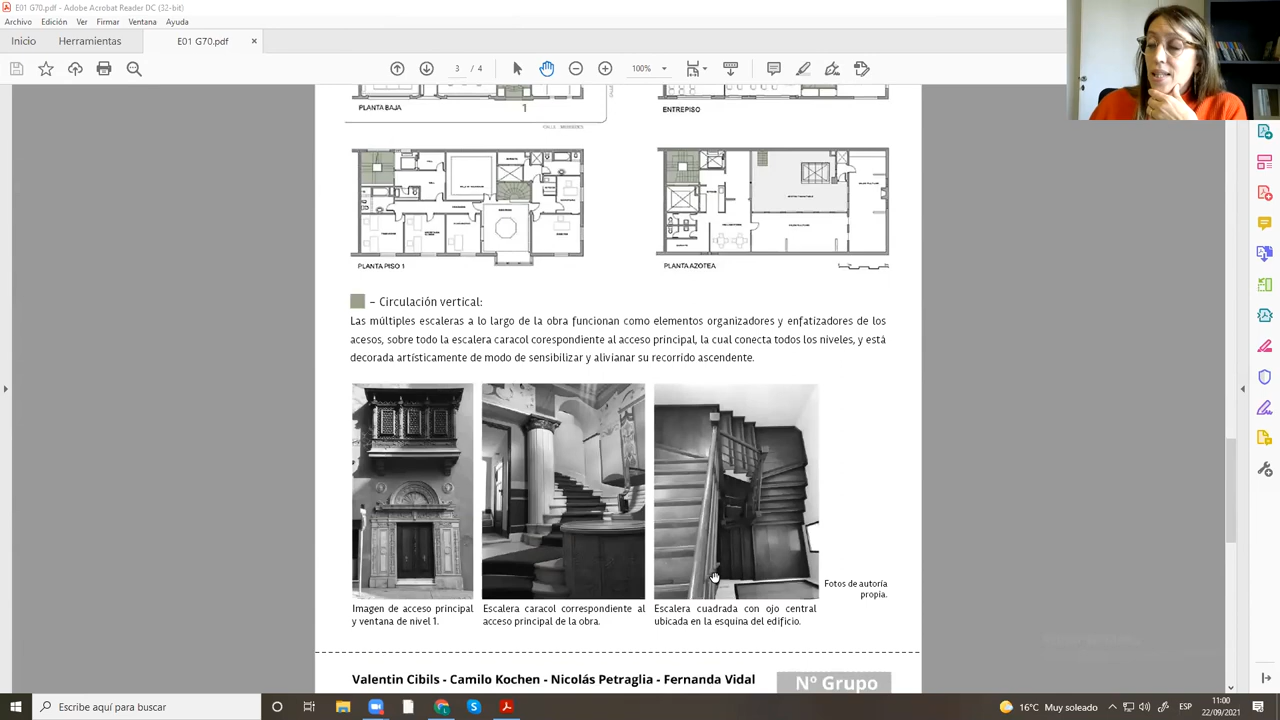 E01 G70.pdf - Adobe Acrobat Reader DC (32-bit)
Archivo Edición Ver Firmar Ventana Ayuda
Inicio Herramientas E01 G70.pdf ×
/ 4 100%
PLANTA BAJA
1
ENTREPISO
PLANTA PISO 1
PLANTA AZOTEA
– Circulación vertical:
Las múltiples escaleras a lo largo de la obra funcionan como elementos organizadores y enfatizadores de los
acesos, sobre todo la escalera caracol corespondiente al acceso principal, la cual conecta todos los niveles, y está
decorada artísticamente de modo de sensibilizar y alivianar su recorrido ascendente.
Fotos de autoría
propia.
Imagen de acceso principal
y ventana de nivel 1.
Escalera caracol correspondiente al
acceso principal de la obra.
Escalera cuadrada con ojo central
ubicada en la esquina del edificio.
Valentin Cibils - Camilo Kochen - Nicolás Petraglia - Fernanda Vidal
Nº Grupo
Escribe aquí para buscar
16°C Muy soleado
ESP
11:00
22/09/2021